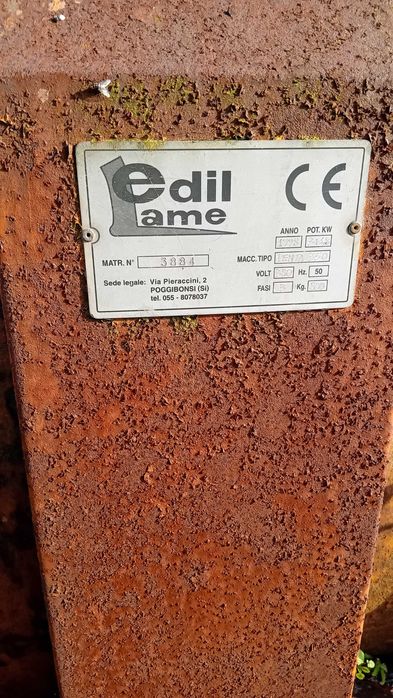 edil
lame
CE
ANNO POT. KW
MATR. N° 3884
MACC. TIPO
VOLT Hz. 50
Sede legale: Via Pieraccini, 2
POGGIBONSI (Si)
tel. 055 - 8078037
FASI Kg.